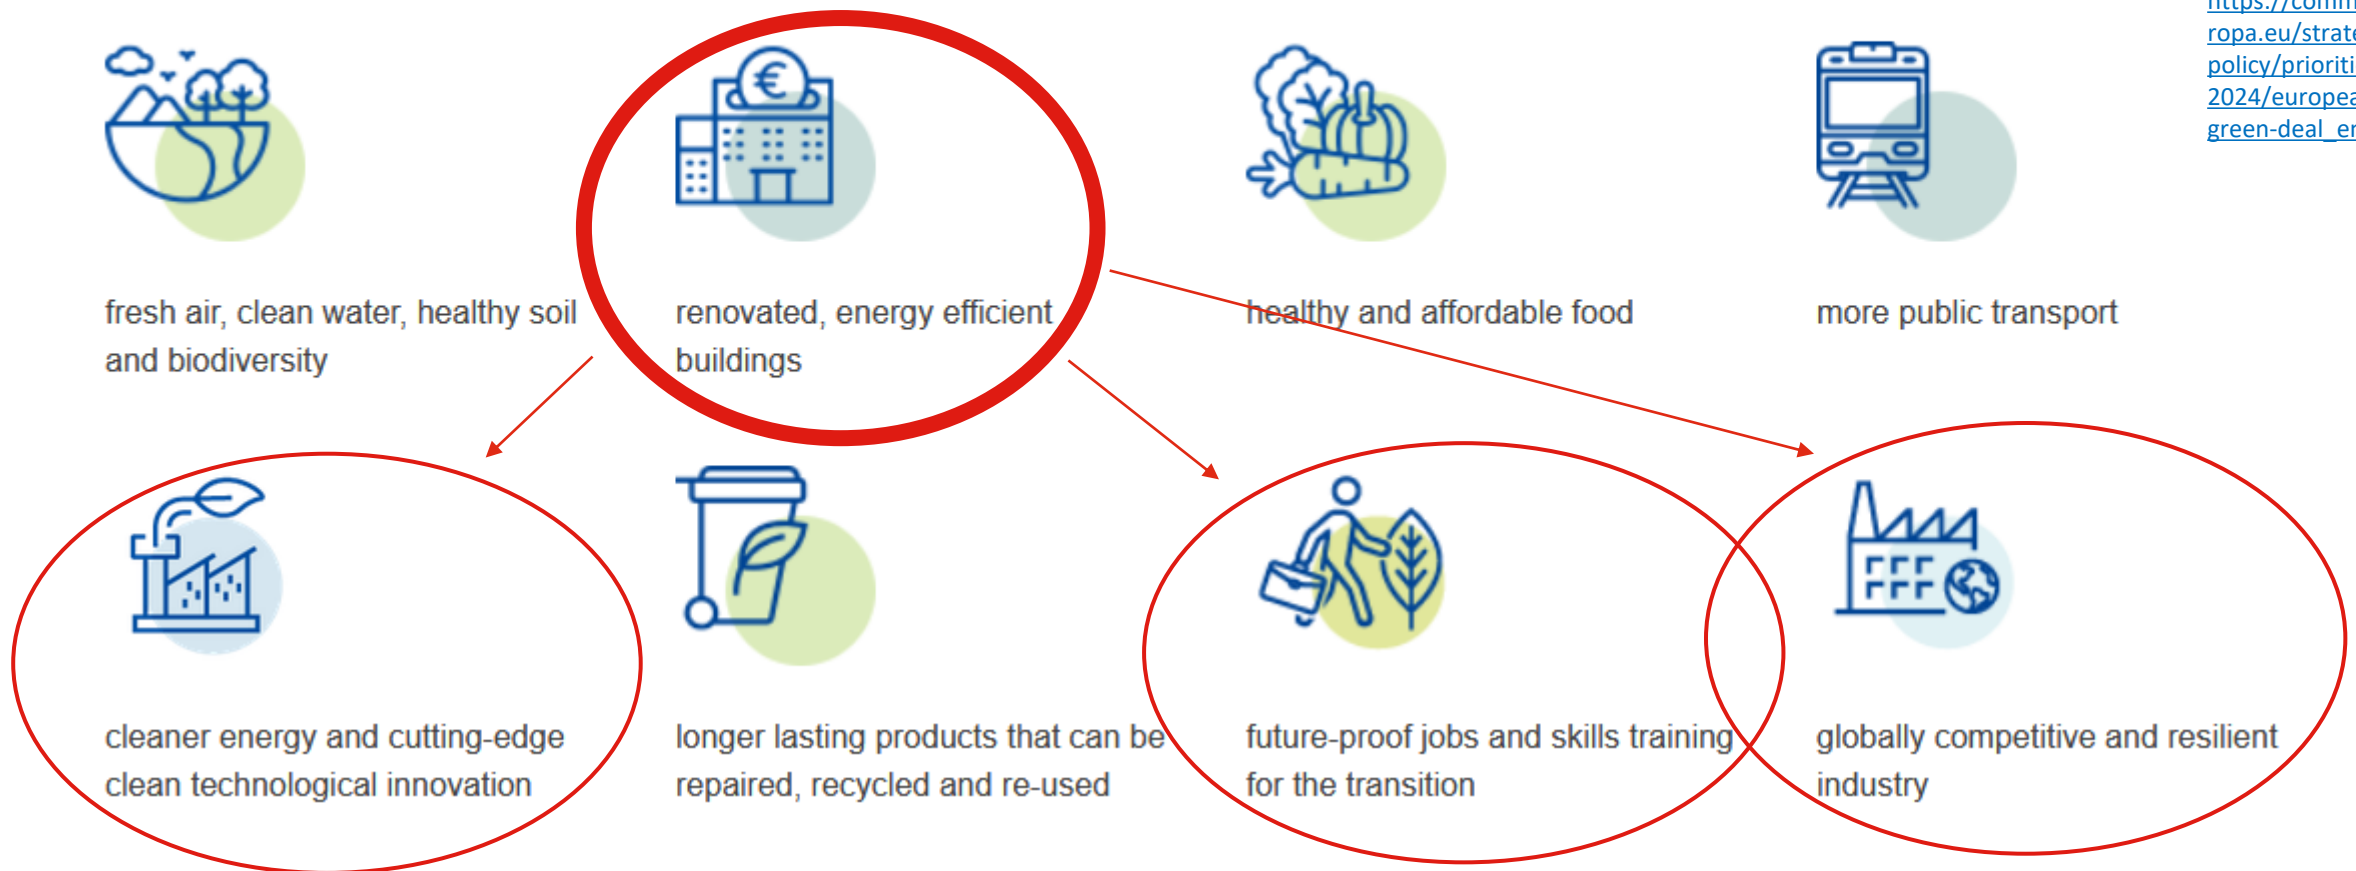 https://comm
ropa.eu/strate
policy/prioriti
2024/europea
green-deal_en
€
fresh air, clean water, healthy soil
and biodiversity
renovated, energy efficient
buildings
healthy and affordable food
more public transport
cleaner energy and cutting-edge
clean technological innovation
longer lasting products that can be
repaired, recycled and re-used
future-proof jobs and skills training
for the transition
globally competitive and resilient
industry